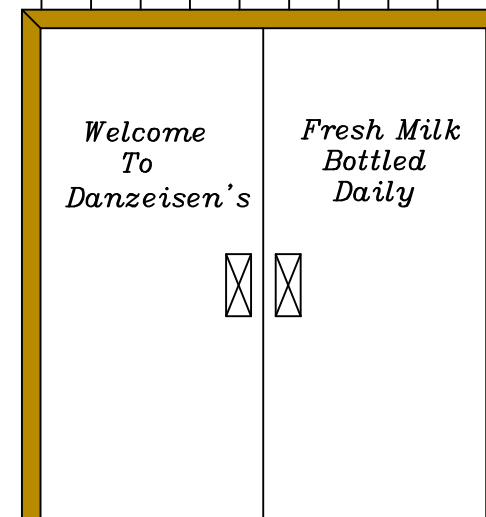 Welcome
To
Danzeisen's
Fresh Milk
Bottled
Daily